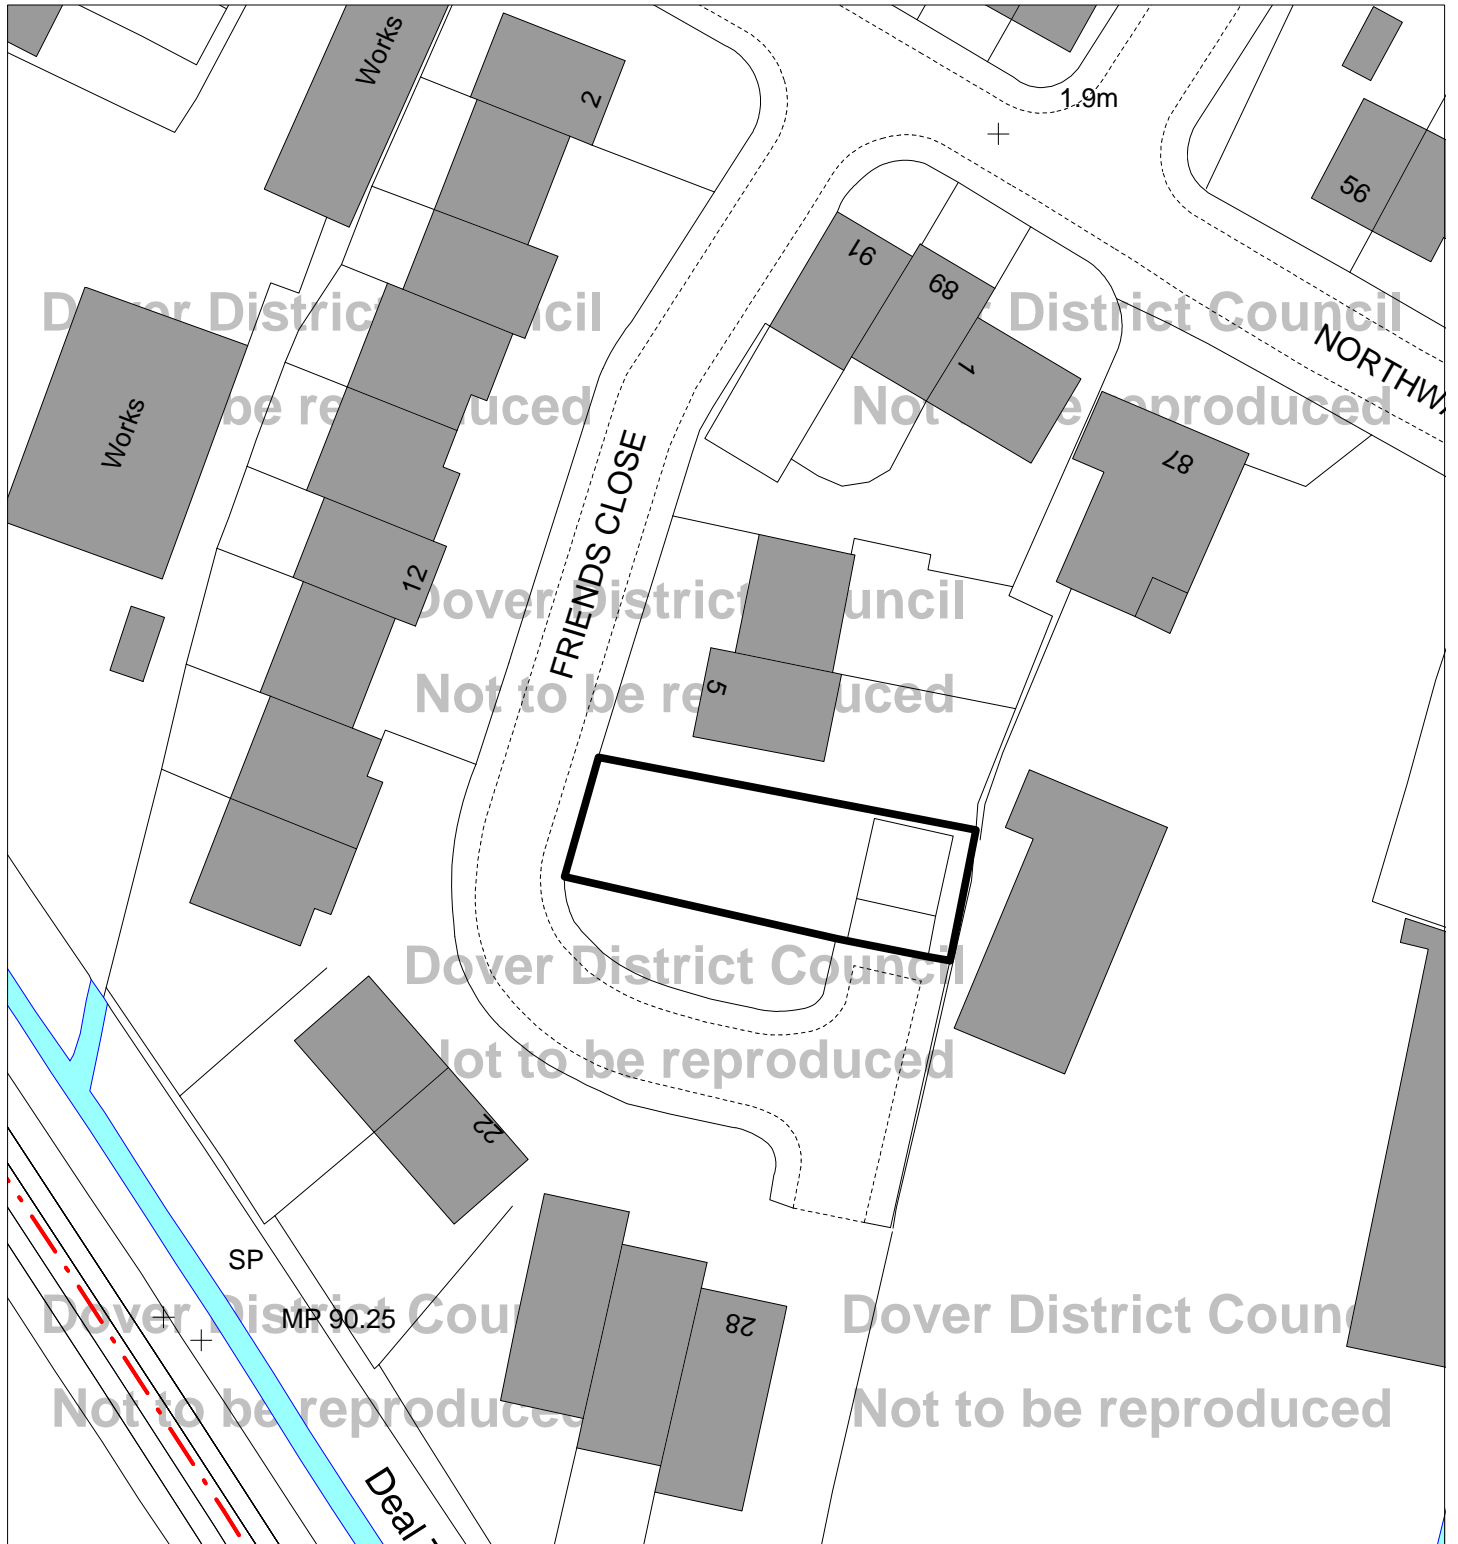 Works
2
1.9m
56
91
89
1
NORTHWA
Works
87
FRIENDS CLOSE
12
5
22
SP
MP 90.25
28
Deal
Dover District Council
Dover District Council
Not to be reproduced
Not to be reproduced
Dover District Council
Not to be reproduced
Dover District Council
Not to be reproduced
Dover District Council
Dover District Council
Not to be reproduced
Not to be reproduced